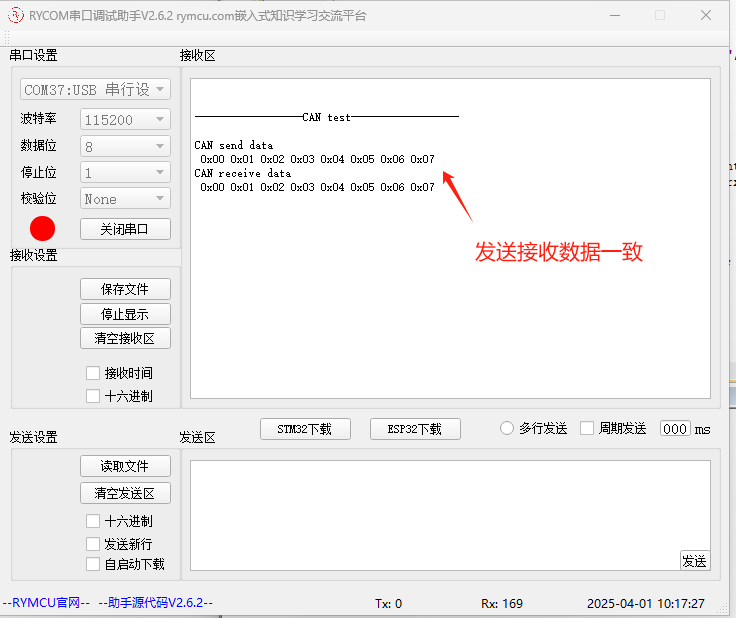 RYCOM串口调试助手V2.6.2 rymcu.com嵌入式知识学习交流平台
串口设置
COM37:USB 串行设
波特率 115200
数据位 8
停止位 1
校验位 None
关闭串口
接收设置
保存文件
停止显示
清空接收区
接收时间
十六进制
接收区
CAN test
CAN send data
0x00 0x01 0x02 0x03 0x04 0x05 0x06 0x07
CAN receive data
0x00 0x01 0x02 0x03 0x04 0x05 0x06 0x07
发送接收数据一致
STM32下载 ESP32下载 多行发送 周期发送 000 ms
发送设置
读取文件
清空发送区
十六进制
发送新行
自启动下载
发送区
发送
--RYMCU官网-- --助手源代码V2.6.2-- Tx: 0 Rx: 169 2025-04-01 10:17:27